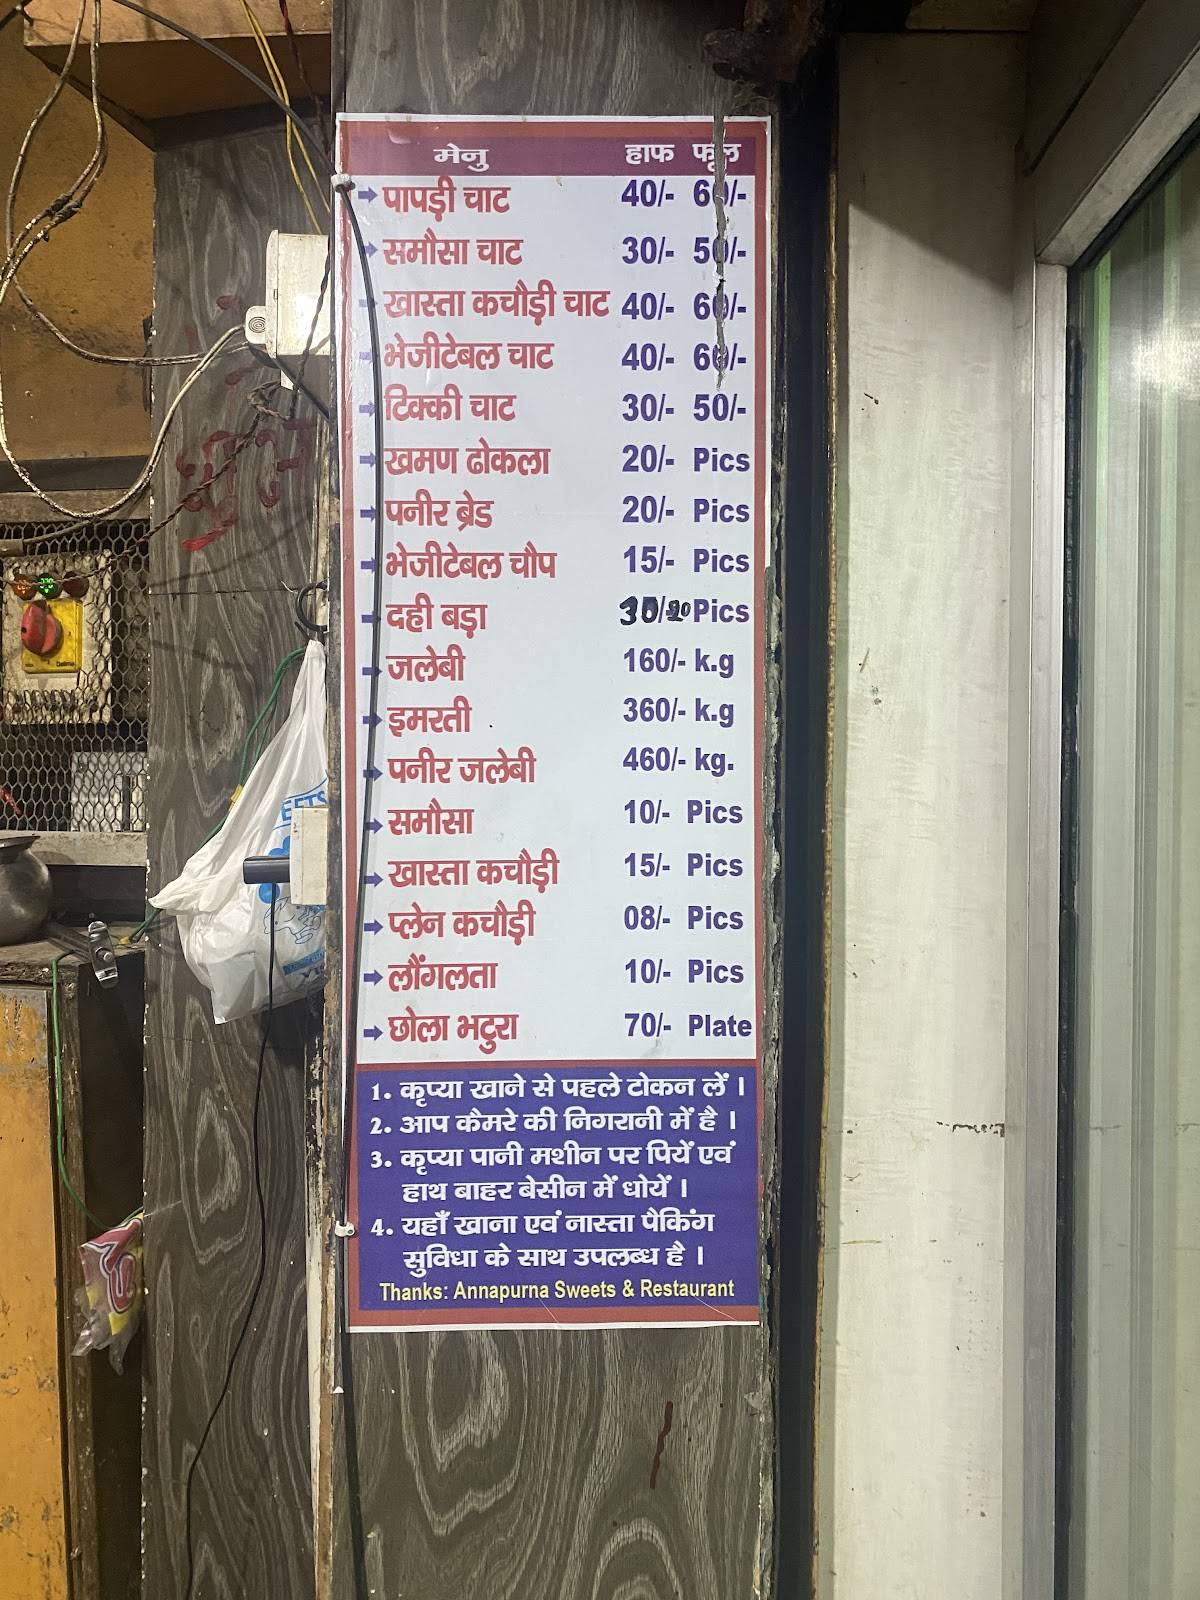 मेनु हाफ फूल
पापड़ी चाट 40/- 60/-
समौसा चाट 30/- 50/-
खास्ता कचौड़ी चाट 40/- 60/-
भेजीटेबल चाट 40/- 60/-
टिक्की चाट 30/- 50/-
खमण ढोकला 20/- Pics
पनीर ब्रेड 20/- Pics
भेजीटेबल चौप 15/- Pics
दही बड़ा Pics
जलेबी 160/- k.g
इमरती 360/- k.g
पनीर जलेबी 460/- kg.
समौसा 10/- Pics
खास्ता कचौड़ी 15/- Pics
प्लेन कचौड़ी 08/- Pics
लौंगलता 10/- Pics
छोला भटुरा 70/- Plate
1. कृप्या खाने से पहले टोकन लें ।
2. आप कैमरे की निगरानी में है ।
3. कृप्या पानी मशीन पर पियें एवं
हाथ बाहर बेसीन में धोयें ।
4. यहाँ खाना एवं नास्ता पैकिंग
सुविधा के साथ उपलब्ध है ।
Thanks: Annapurna Sweets & Restaurant